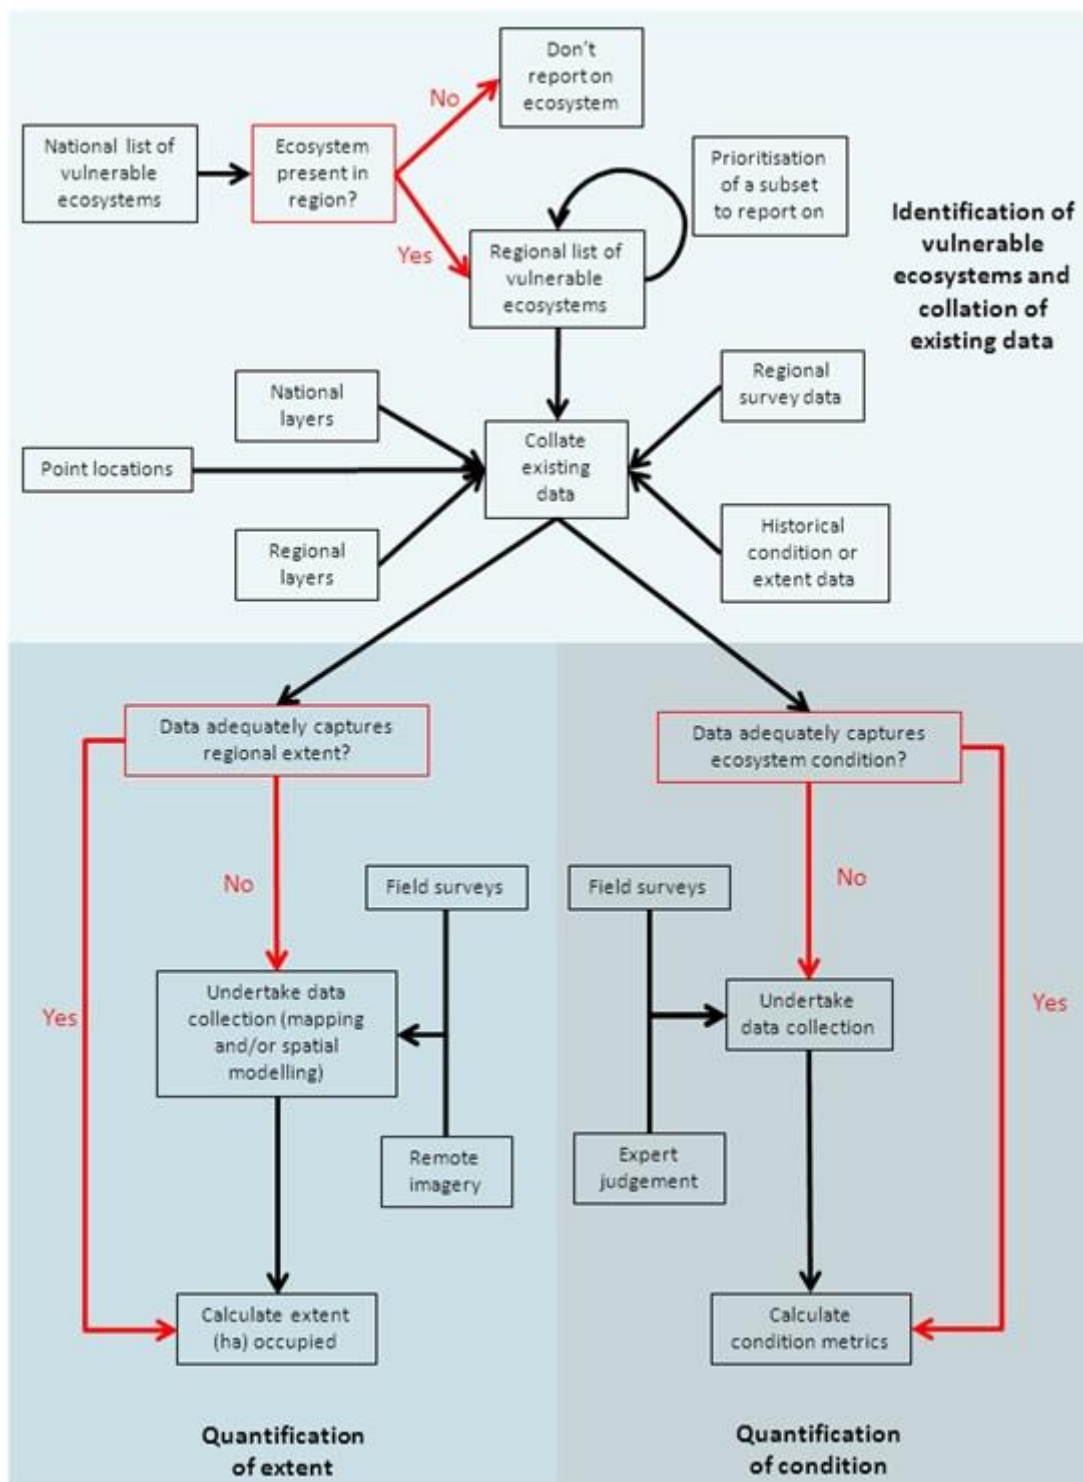 Don't
report on
ecosystem
No
National list of
vulnerable
ecosystems
Ecosystem
present in
region?
Prioritisation
of a subset
to report on
Identification of
vulnerable
ecosystems and
collation of
existing data
Yes
Regional list of
vulnerable
ecosystems
National
layers
Regional
survey data
Point locations
Collate
existing
data
Regional
layers
Historical
condition or
extent data
Data adequately captures
regional extent?
Data adequately captures
ecosystem condition?
No
Field surveys
Field surveys
No
Yes
Undertake data
collection (mapping
and/or spatial
modelling)
Undertake
data collection
Yes
Remote
imagery
Expert
judgement
Calculate extent
(ha) occupied
Calculate
condition metrics
Quantification
of extent
Quantification
of condition